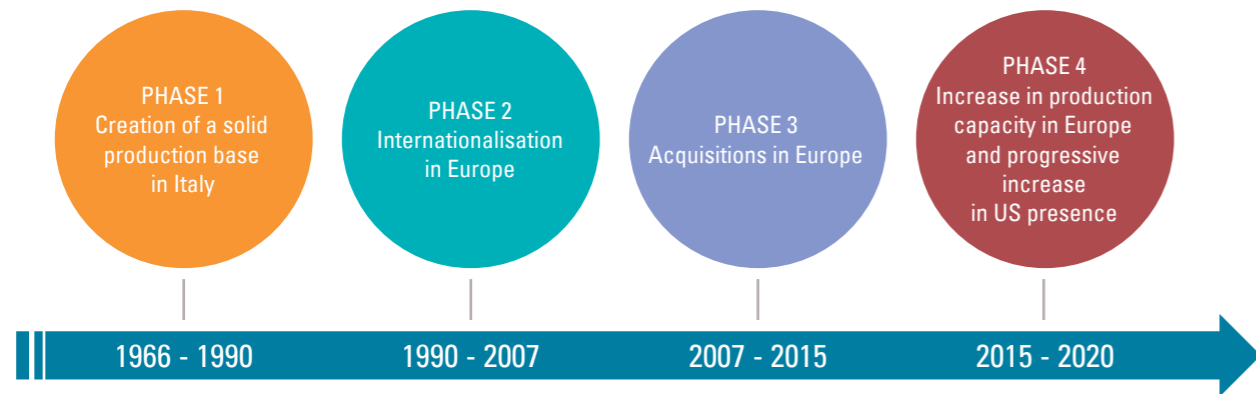 PHASE 1
Creation of a solid
production base
in Italy
PHASE 2
Internationalisation
in Europe
PHASE 3
Acquisitions in Europe
PHASE 4
Increase in production
capacity in Europe
and progressive
increase
in US presence
1966 - 1990
1990 - 2007
2007 - 2015
2015 - 2020